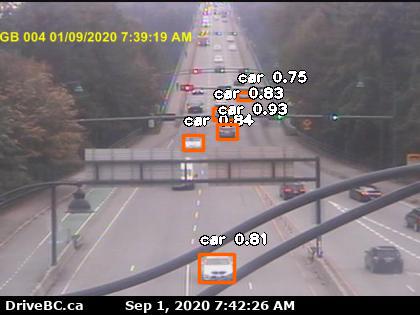 GB 004 01/09/2020 7:39:19 AM
car 0.75
car 0.83
car 0.93
car 0.84
car 0.81
DriveBC.ca
Sep 1, 2020 7:42:26 AM